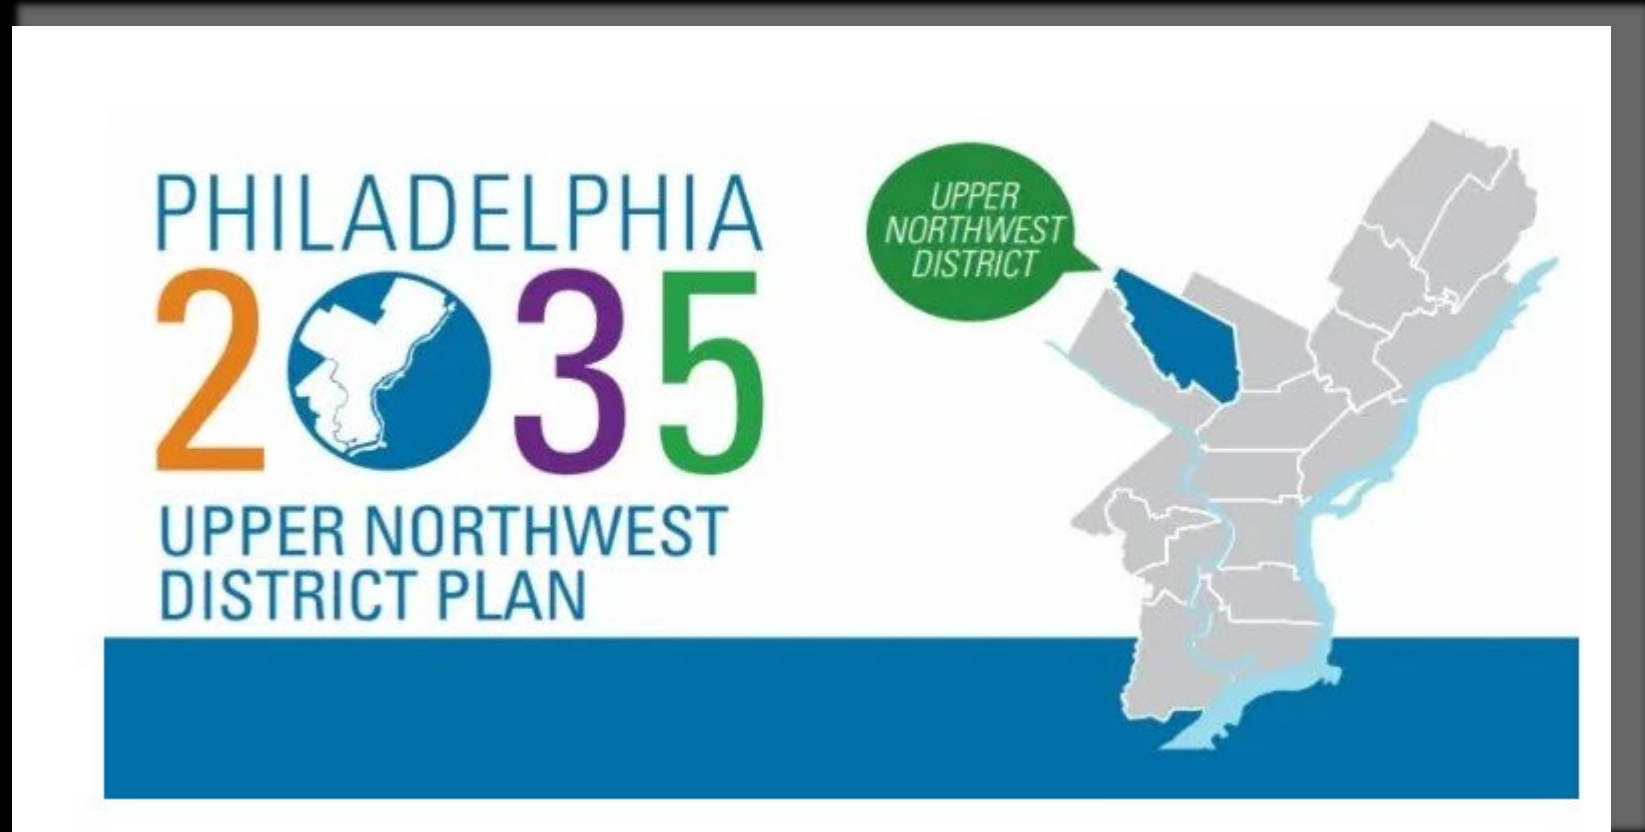 PHILADELPHIA
2035
UPPER NORTHWEST
DISTRICT PLAN
UPPER
NORTHWEST
DISTRICT